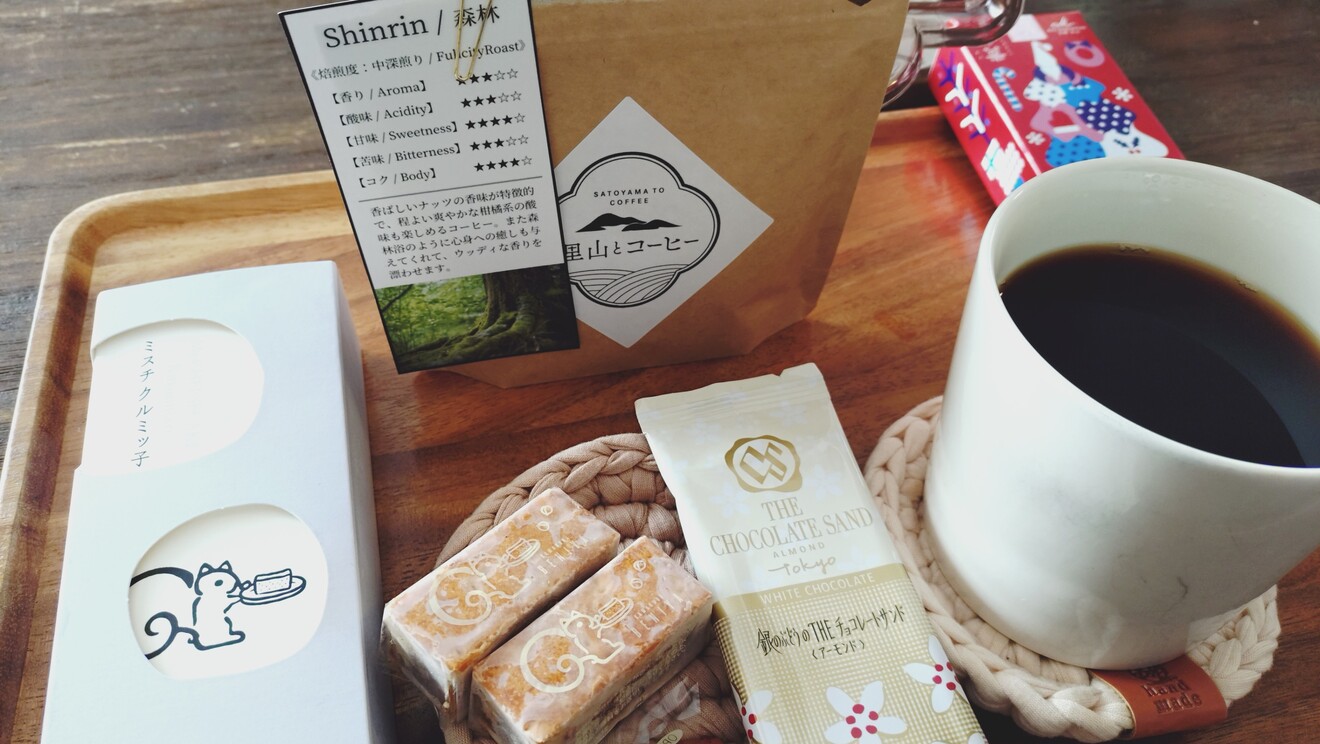 Shinrin / 森林
《焙煎度：中深煎り / FullcityRoast》
【香り / Aroma】 ★★★☆☆
【酸味 / Acidity】 ★★★☆☆
【甘味 / Sweetness】 ★★★★☆
【苦味 / Bitterness】 ★★★☆☆
【コク / Body】 ★★★★☆
香ばしいナッツの香味が特徴的
で、程よい爽やかな柑橘系の酸
味も楽しめるコーヒー。また森
林浴のように心身への癒しも与
えてくれて、ウッディな香りを
漂わせます。
SATOYAMA TO
COFFEE
里山とコーヒー
ミスチクルミッ子
THE
CHOCOLATE SAND
ALMOND
Tokyo
WHITE CHOCOLATE
銀のぶどうのTHEチョコレートサンド
〈アーモンド〉
Hand
made